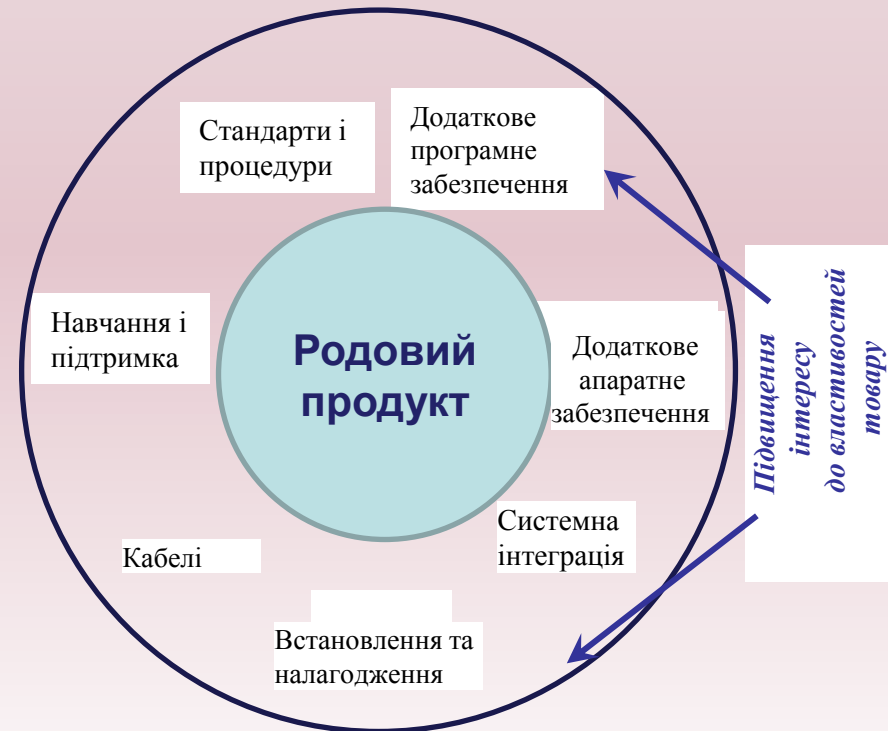 Стандарти і
процедури
Додаткове
програмне
забезпечення
Навчання і
підтримка
Родовий
продукт
Додаткове
апаратне
забезпечення
Підвищення
інтересу
до властивостей
товару
Системна
інтеграція
Кабелі
Встановлення та
налагодження